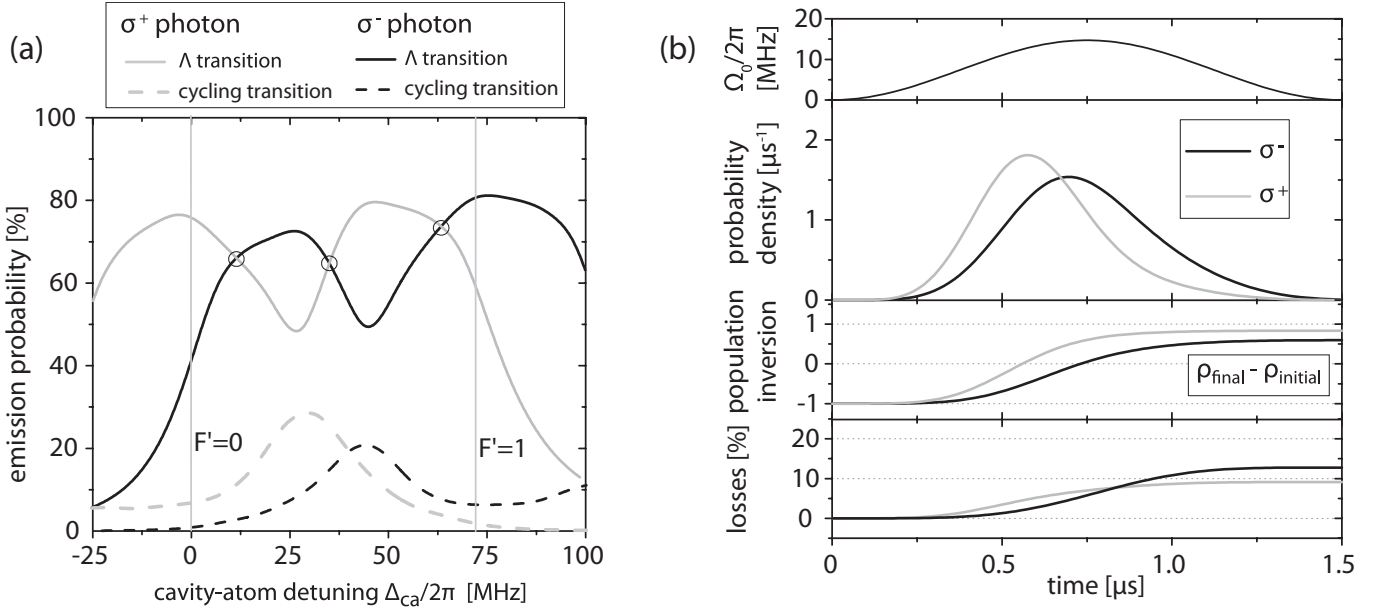 (a)
σ+ photon σ- photon
Λ transition Λ transition
cycling transition cycling transition
emission probability [%]
100
80
60
40
20
0
F'=0
F'=1
-25 0 25 50 75 100
cavity-atom detuning Δca/2π [MHz]
(b)
Ω0/2π
[MHz]
20
10
0
probability
density [µs-1]
2
1
0
σ-
σ+
population
inversion
1
0
-1
ρfinal - ρinitial
losses [%]
20
10
0
0 0.5 1.0 1.5
time [µs]